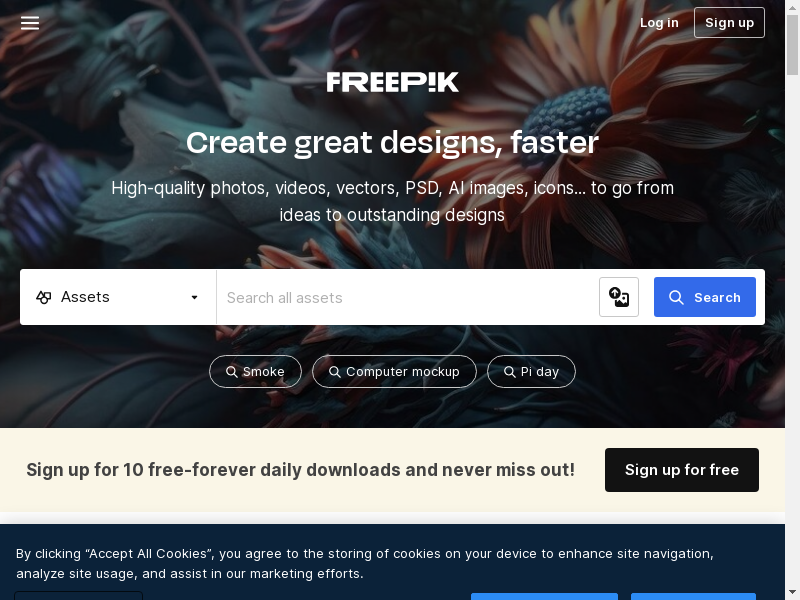 Log in
Sign up
FREEPIK
Create great designs, faster
High-quality photos, videos, vectors, PSD, AI images, icons... to go from
ideas to outstanding designs
Assets
Search all assets
Search
Smoke
Computer mockup
Pi day
Sign up for 10 free-forever daily downloads and never miss out!
Sign up for free
By clicking “Accept All Cookies”, you agree to the storing of cookies on your device to enhance site navigation,
analyze site usage, and assist in our marketing efforts.